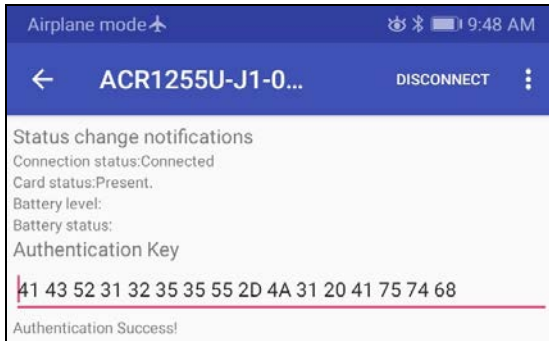 Airplane mode 9:48 AM
ACR1255U-J1-0... DISCONNECT
Status change notifications
Connection status:Connected
Card status:Present.
Battery level:
Battery status:
Authentication Key
41 43 52 31 32 35 35 55 2D 4A 31 20 41 75 74 68
Authentication Success!